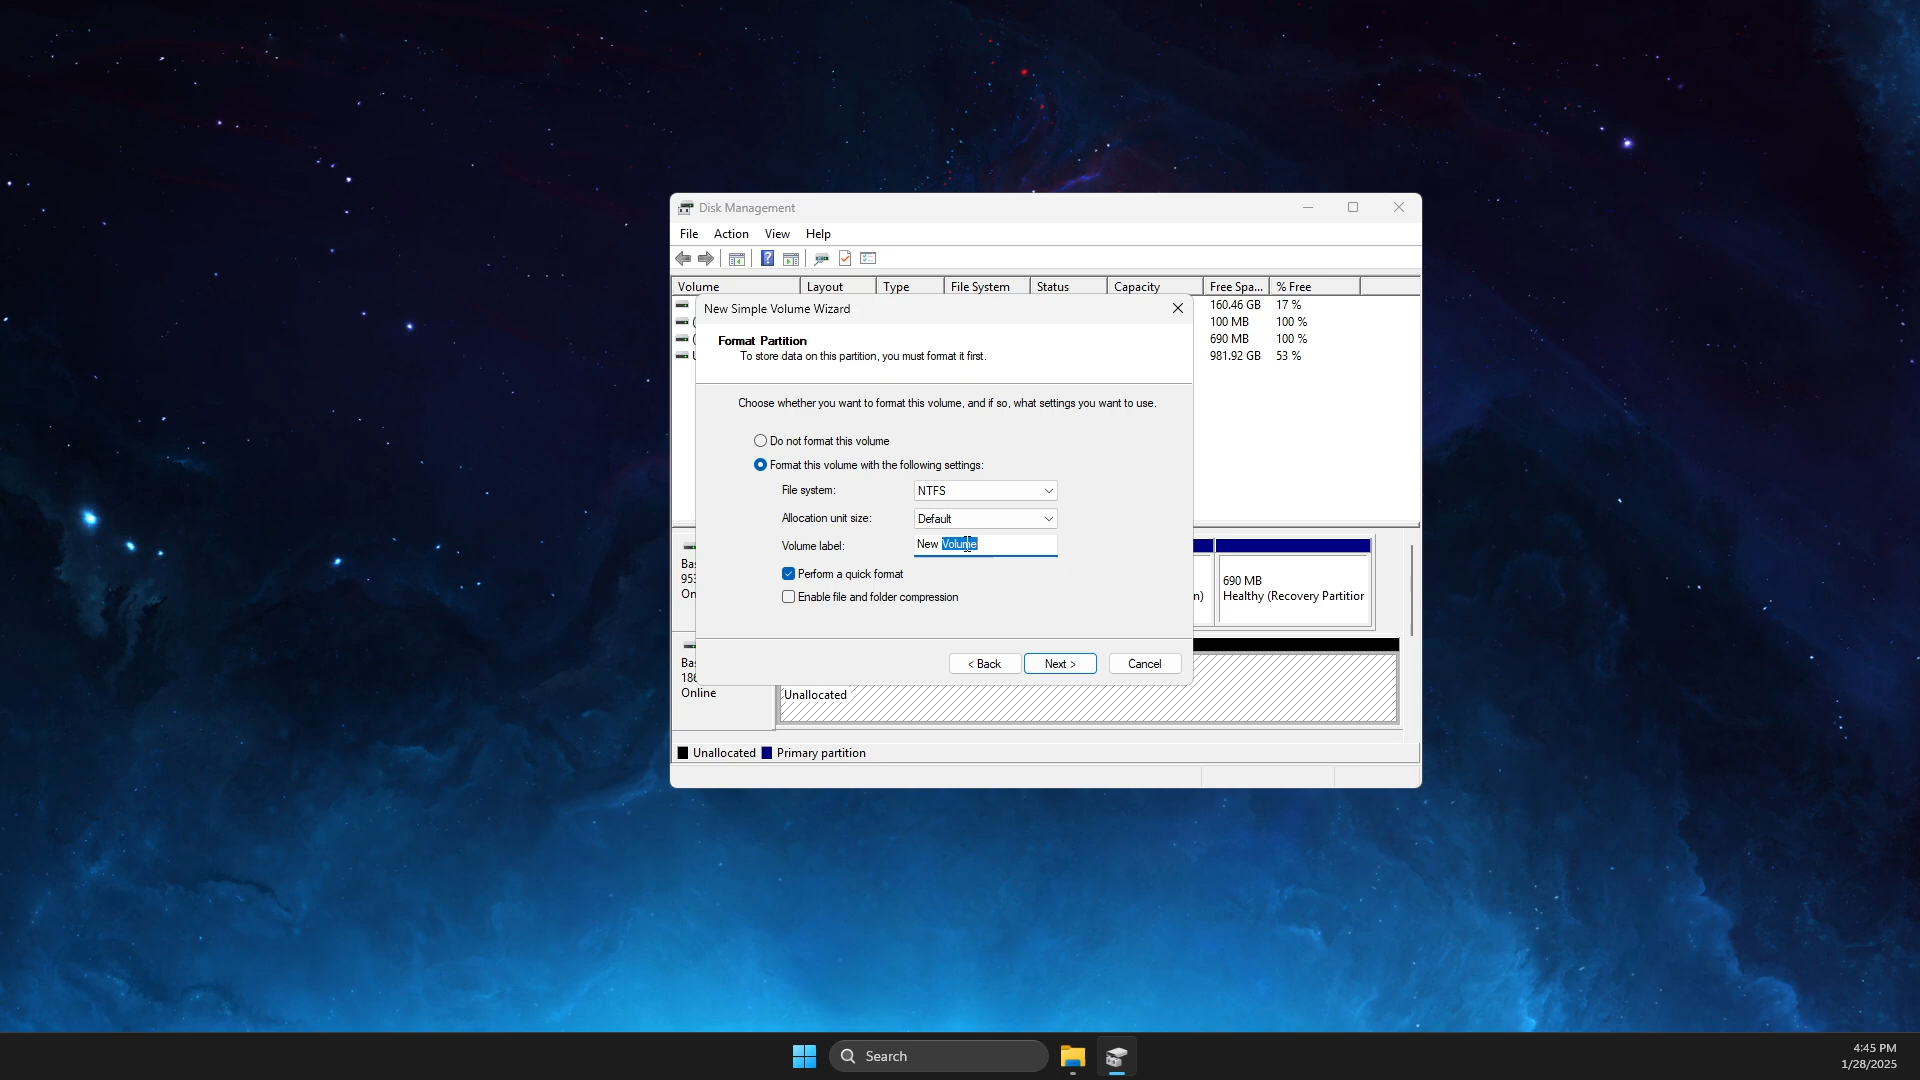 Disk Management
File Action View Help
Volume Layout Type File System Status Capacity Free Spa... % Free
160.46 GB 17 %
100 MB 100 %
690 MB 100 %
981.92 GB 53 %
New Simple Volume Wizard
Format Partition
To store data on this partition, you must format it first.
Choose whether you want to format this volume, and if so, what settings you want to use.
Do not format this volume
Format this volume with the following settings:
File system: NTFS
Allocation unit size: Default
Volume label: New Volume
Perform a quick format
Enable file and folder compression
< Back Next > Cancel
Bas
953
On
n)
690 MB
Healthy (Recovery Partition
Bas
186
Online
Unallocated
Unallocated Primary partition
Search
4:45 PM
1/28/2025